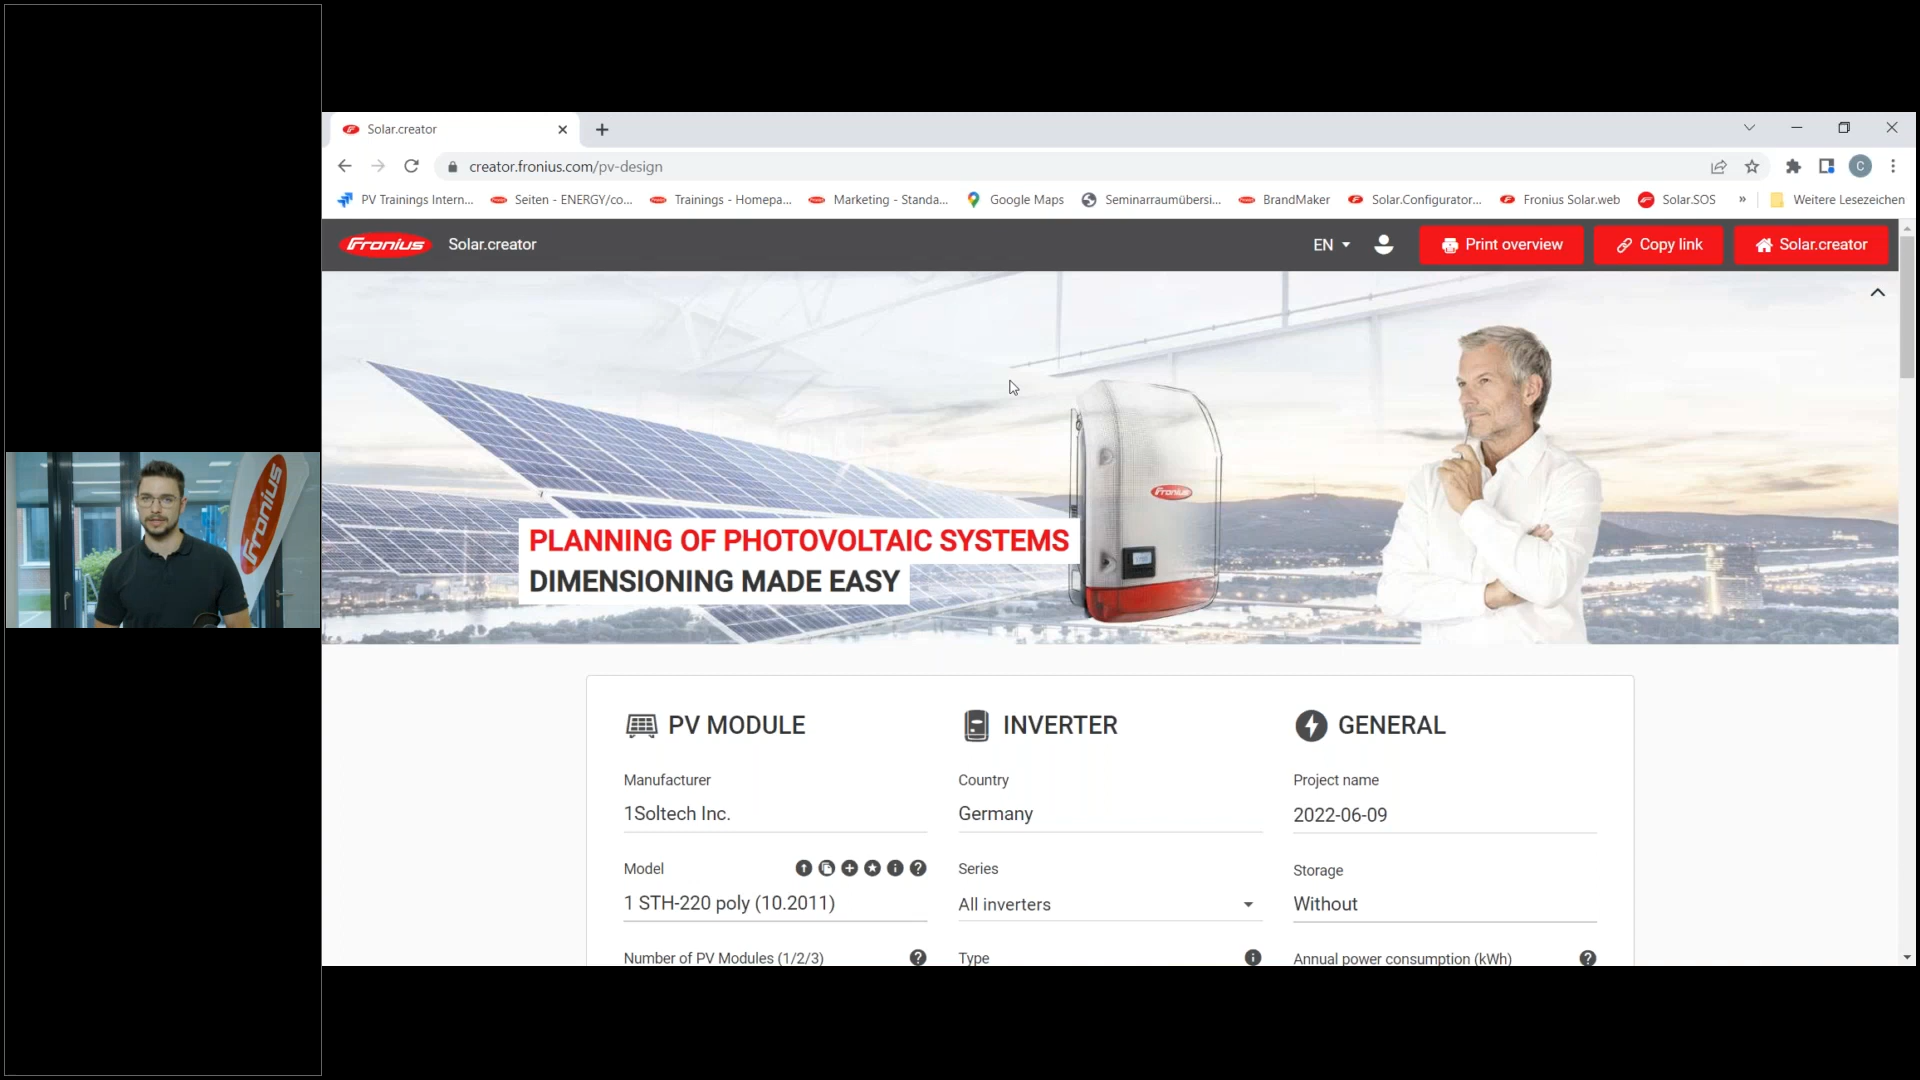 Solar.creator
creator.fronius.com/pv-design
PV Trainings Intern...
Seiten - ENERGY/co...
Trainings - Homepa...
Marketing - Standa...
Google Maps
Seminarraumübersi...
BrandMaker
Solar.Configurator...
Fronius Solar.web
Solar.SOS
»
Weitere Lesezeichen
C
Fronius
Solar.creator
EN
Print overview
Copy link
Solar.creator
Fronius
Fronius
PLANNING OF PHOTOVOLTAIC SYSTEMS
DIMENSIONING MADE EASY
PV MODULE
Manufacturer
1Soltech Inc.
Model
1 STH-220 poly (10.2011)
Number of PV Modules (1/2/3)
INVERTER
Country
Germany
Series
All inverters
Type
GENERAL
Project name
2022-06-09
Storage
Without
Annual power consumption (kWh)